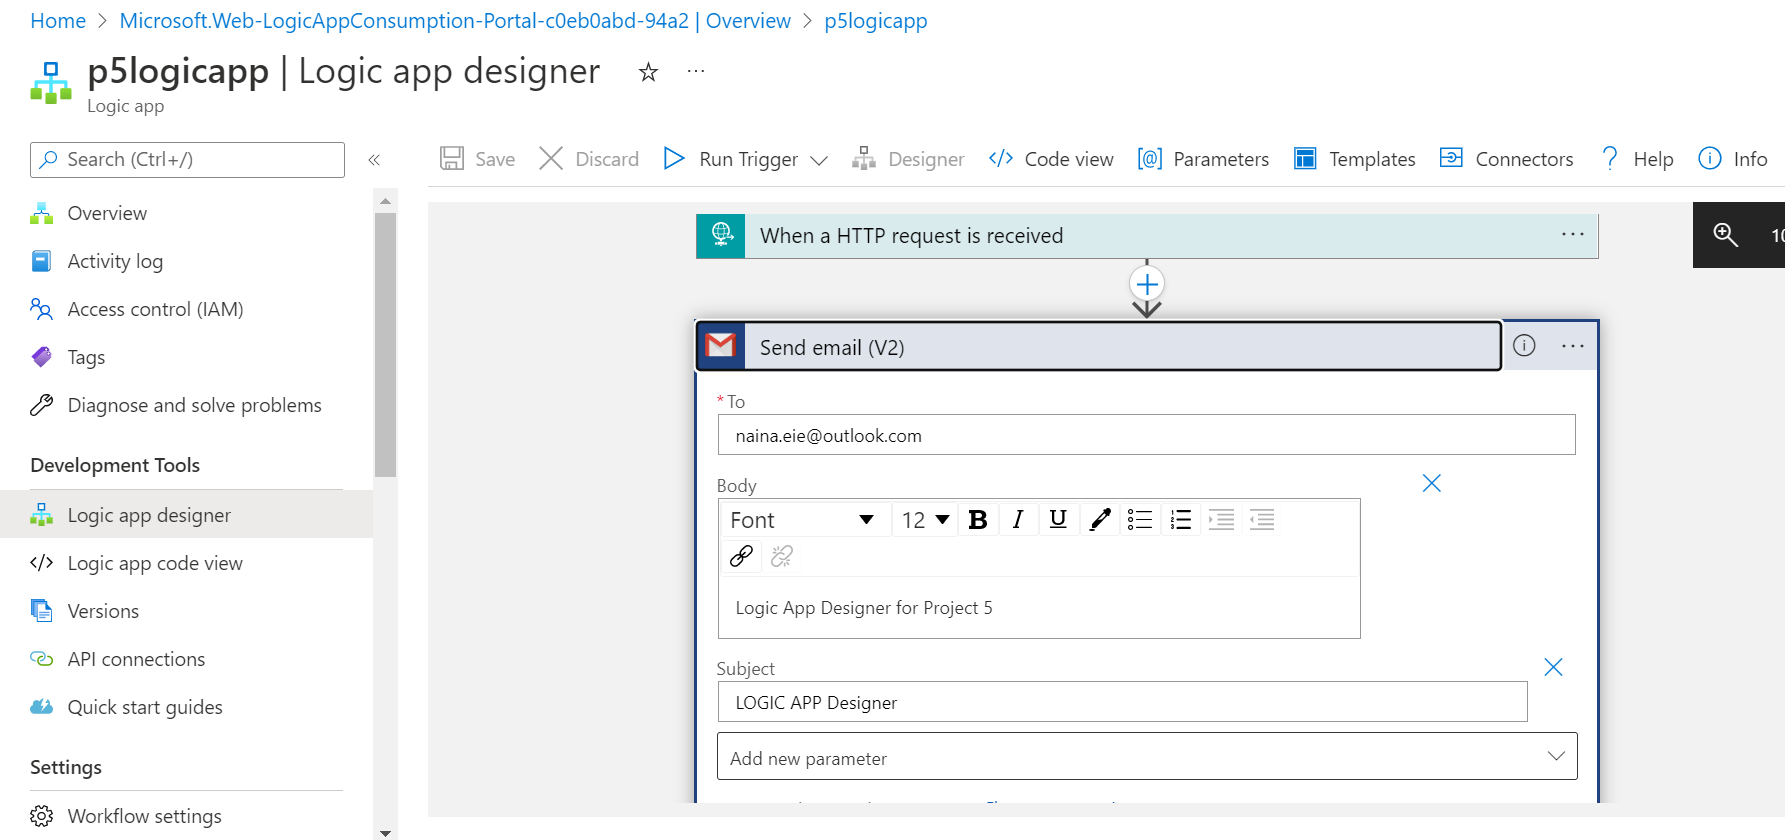 Home > Microsoft.Web-LogicAppConsumption-Portal-c0eb0abd-94a2 | Overview > p5logicapp
p5logicapp | Logic app designer
Logic app
Search (Ctrl+/)
Save Discard Run Trigger Designer Code view Parameters Templates Connectors Help Info
Overview
Activity log
Access control (IAM)
Tags
Diagnose and solve problems
Development Tools
Logic app designer
Logic app code view
Versions
API connections
Quick start guides
Settings
Workflow settings
When a HTTP request is received
Send email (V2)
* To
naina.eie@outlook.com
Body
Font 12 B I U
Logic App Designer for Project 5
Subject
LOGIC APP Designer
Add new parameter